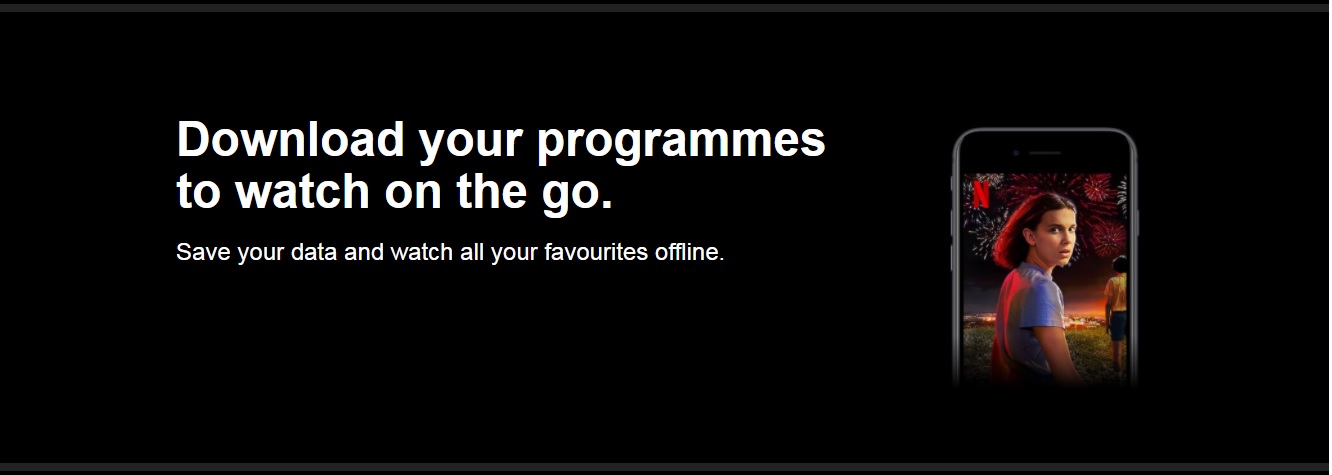 Download your programmes
to watch on the go.
Save your data and watch all your favourites offline.
N